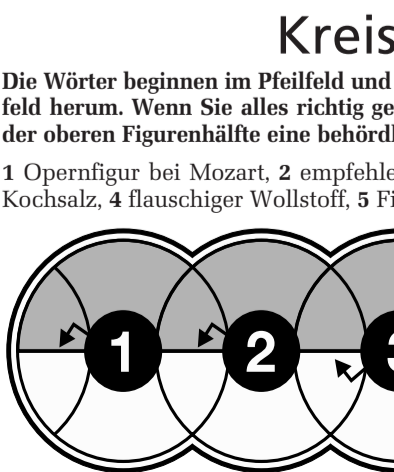 Kreis
Die Wörter beginnen im Pfeilfeld und
feld herum. Wenn Sie alles richtig ge
der oberen Figurenhälfte eine behördl
1 Opernfigur bei Mozart, 2 empfehle
Kochsalz, 4 flauschiger Wollstoff, 5 Fi
1 2 3